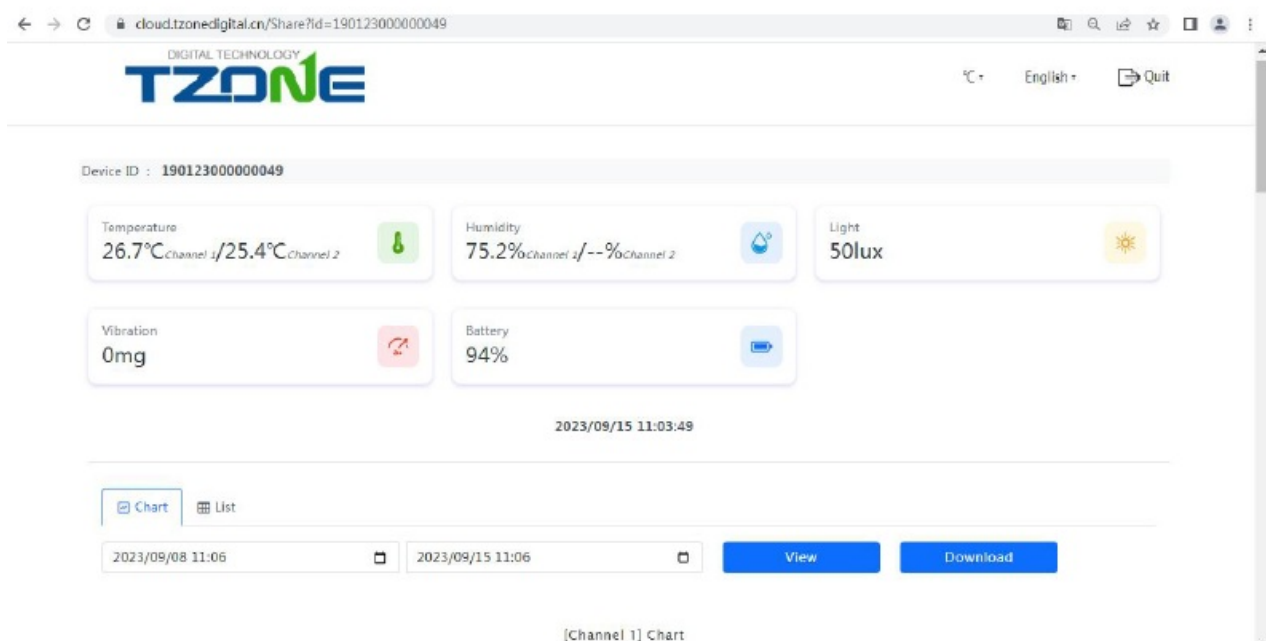 cloud.tzonedigital.cn/Share?id=190123000000049
DIGITAL TECHNOLOGY
TZONE
℃
English
Quit
Device ID : 190123000000049
Temperature
26.7℃Channel 1/25.4℃Channel 2
Humidity
75.2%Channel 1/--%Channel 2
Light
50lux
Vibration
0mg
Battery
94%
2023/09/15 11:03:49
Chart
List
2023/09/08 11:06
2023/09/15 11:06
View
Download
[Channel 1] Chart